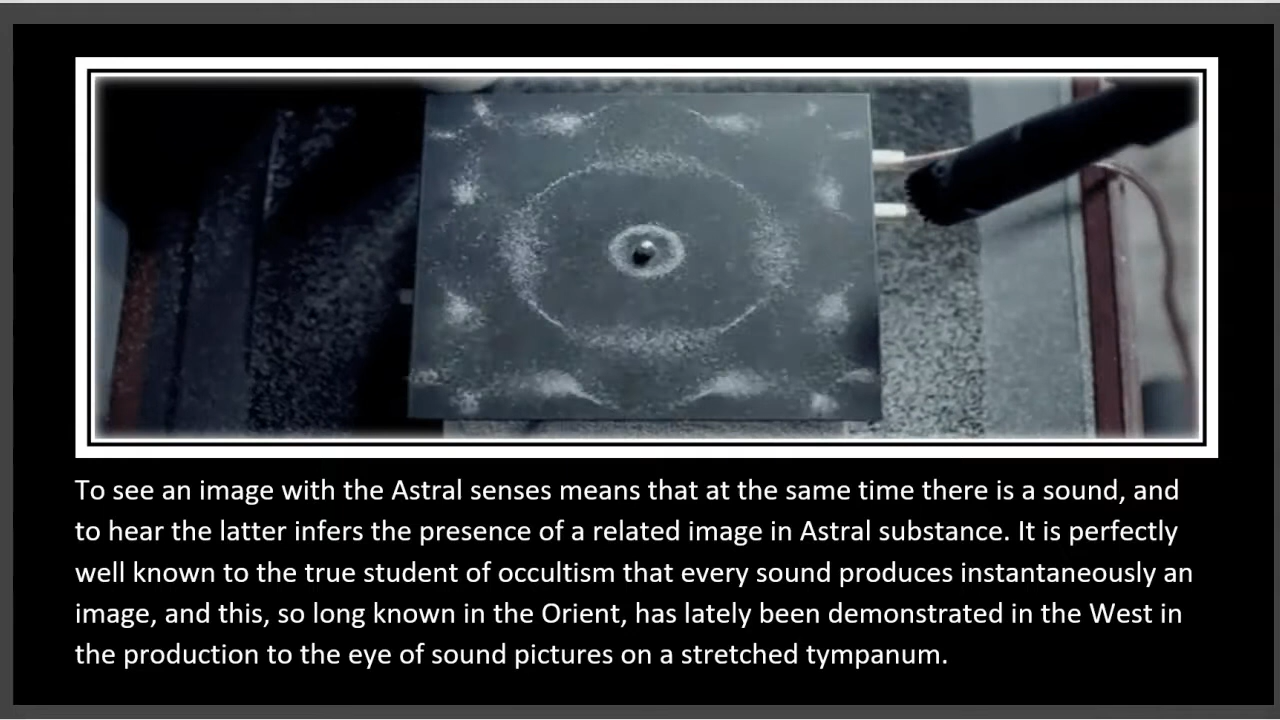 To see an image with the Astral senses means that at the same time there is a sound, and
to hear the latter infers the presence of a related image in Astral substance. It is perfectly
well known to the true student of occultism that every sound produces instantaneously an
image, and this, so long known in the Orient, has lately been demonstrated in the West in
the production to the eye of sound pictures on a stretched tympanum.